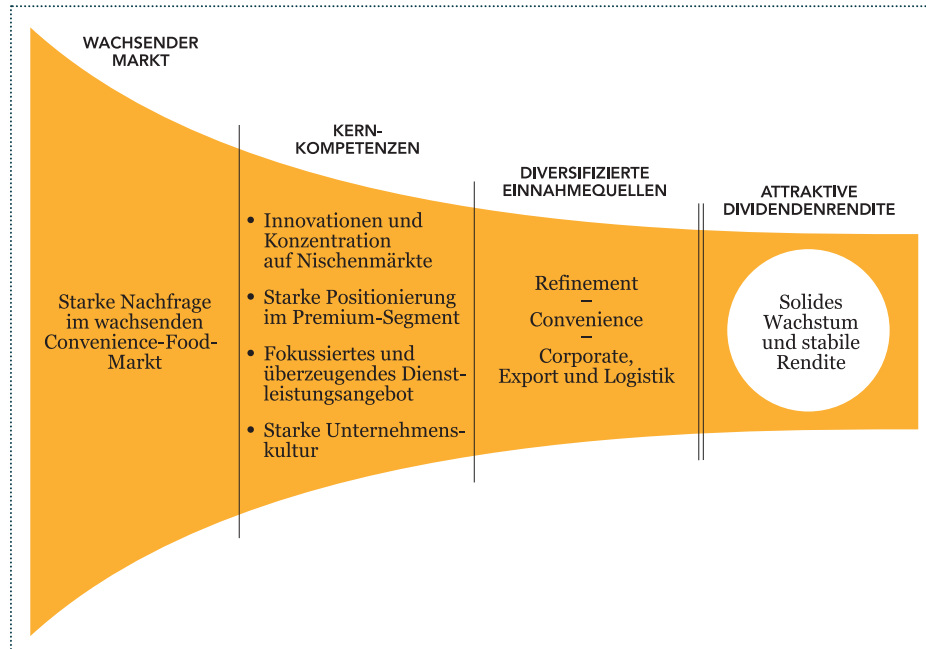 WACHSENDER
MARKT
Starke Nachfrage
im wachsenden
Convenience-Food-
Markt
KERN-
KOMPETENZEN
• Innovationen und
Konzentration
auf Nischenmärkte
• Starke Positionierung
im Premium-Segment
• Fokussiertes und
überzeugendes Dienst-
leistungsangebot
• Starke Unternehmens-
kultur
DIVERSIFIZIERTE
EINNAHMEQUELLEN
Refinement
–
Convenience
–
Corporate,
Export und Logistik
ATTRAKTIVE
DIVIDENDENRENDITE
Solides
Wachstum
und stabile
Rendite